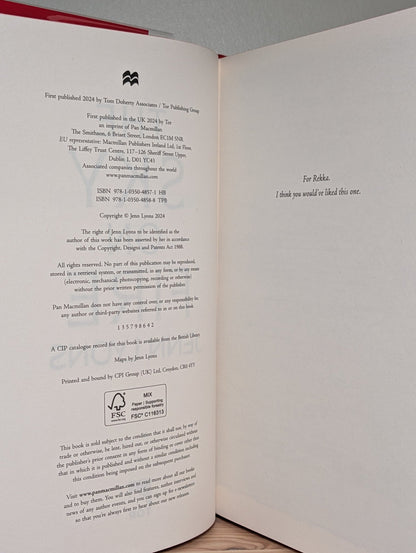 First published 2024 by Tom Doherty Associates / Tor Publishing Group
First published in the UK 2024 by Tor
an imprint of Pan Macmillan
The Smithson, 6 Briset Street, London EC1M 5NR
EU representative: Macmillan Publishers Ireland Ltd, 1st Floor,
The Liffey Trust Centre, 117–126 Sheriff Street Upper,
Dublin 1, D01 YC43
Associated companies throughout the world
www.panmacmillan.com
ISBN 978-1-0350-4857-1 HB
ISBN 978-1-0350-4858-8 TPB
Copyright © Jenn Lyons 2024
The right of Jenn Lyons to be identified as the
author of this work has been asserted by her in accordance
with the Copyright, Designs and Patents Act 1988.
All rights reserved. No part of this publication may be reproduced,
stored in a retrieval system, or transmitted, in any form, or by any means
(electronic, mechanical, photocopying, recording or otherwise)
without the prior written permission of the publisher.
Pan Macmillan does not have any control over, or any responsibility for,
any author or third-party websites referred to in or on this book.
1 3 5 7 9 8 6 4 2
A CIP catalogue record for this book is available from the British Library
Maps by Jenn Lyons
Printed and bound by CPI Group (UK) Ltd, Croydon, CR0 4YY
FSC
www.fsc.org
MIX
Paper | Supporting
responsible forestry
FSC® C116313
This book is sold subject to the condition that it shall not, by way of
trade or otherwise, be lent, hired out, or otherwise circulated without
the publisher's prior consent in any form of binding or cover other than
that in which it is published and without a similar condition including
this condition being imposed on the subsequent purchaser.
Visit www.panmacmillan.com to read more about all our books
and to buy them. You will also find features, author interviews and
news of any author events, and you can sign up for e-newsletters
so that you're always first to hear about our new releases.
For Rekka.
I think you would've liked this one.